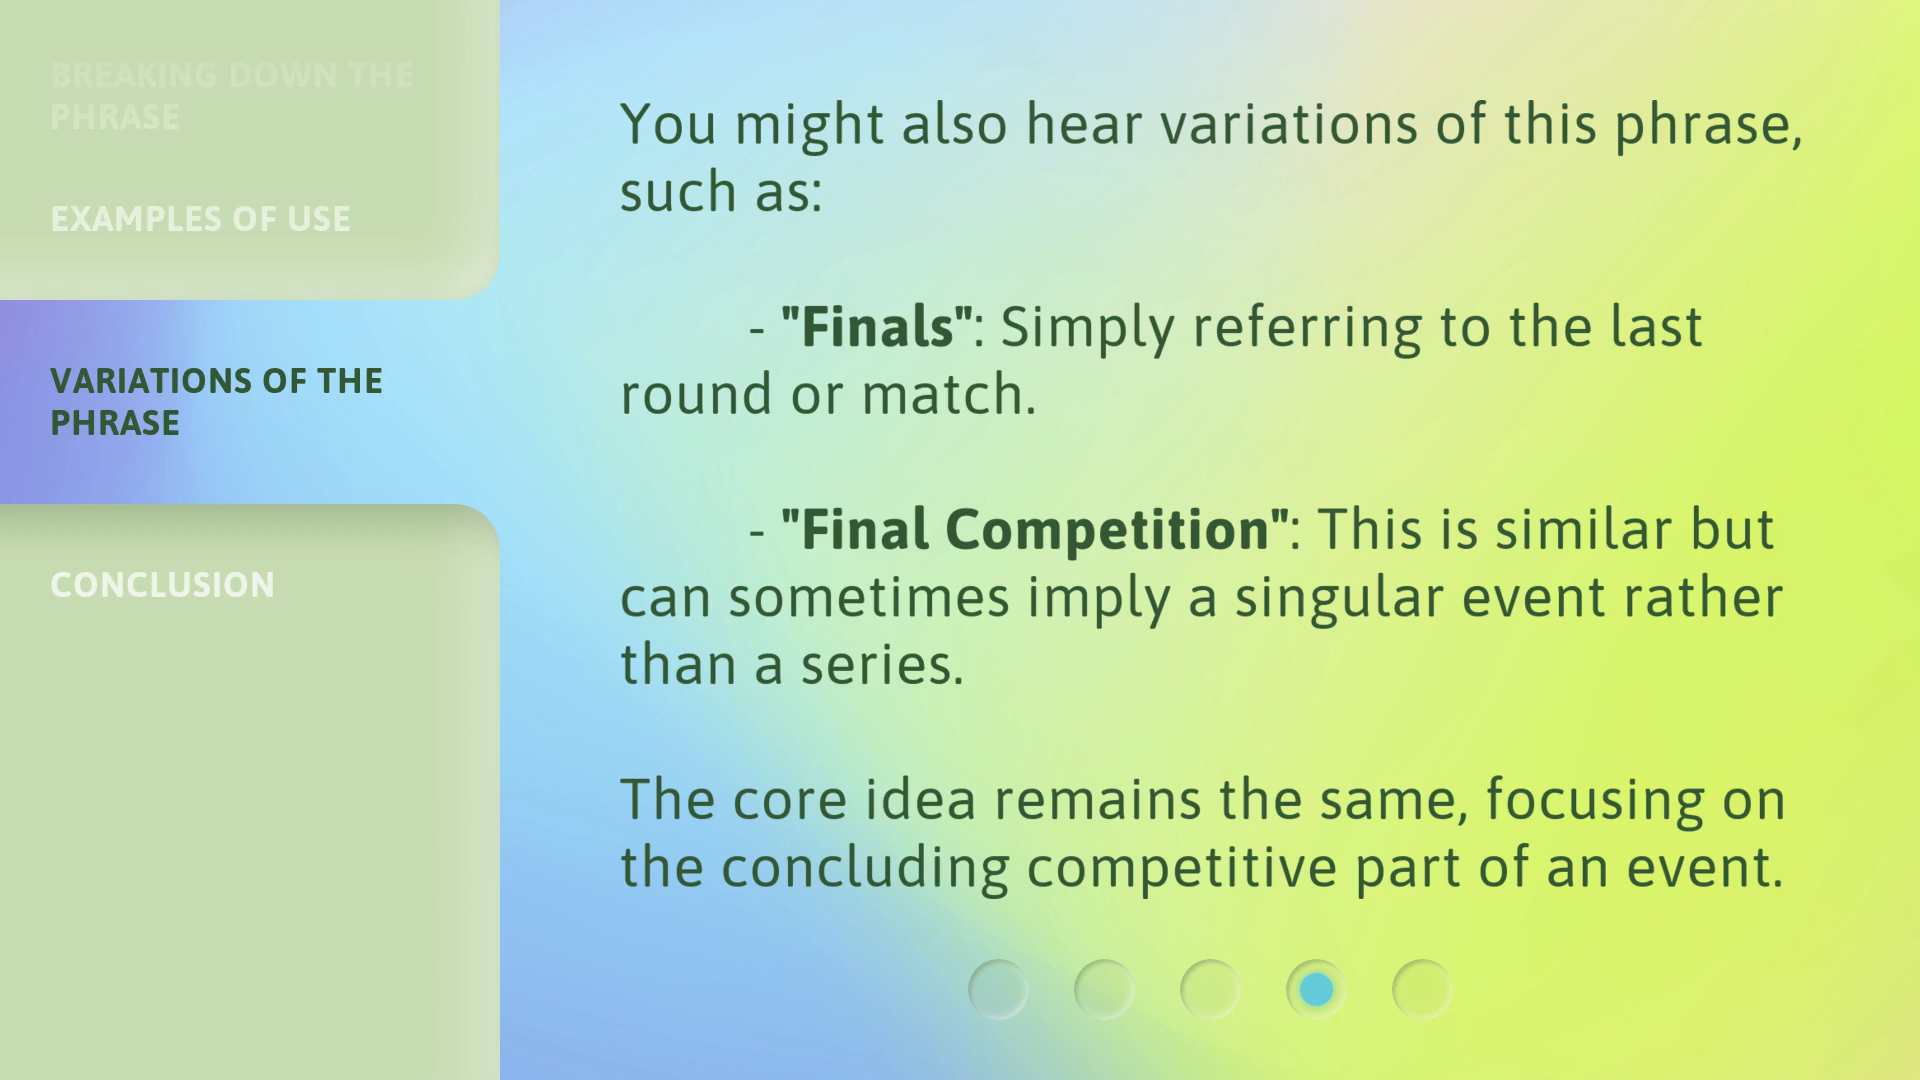 BREAKING DOWN THE
PHRASE
EXAMPLES OF USE
VARIATIONS OF THE
PHRASE
CONCLUSION
You might also hear variations of this phrase,
such as:
- "Finals": Simply referring to the last
round or match.
- "Final Competition": This is similar but
can sometimes imply a singular event rather
than a series.
The core idea remains the same, focusing on
the concluding competitive part of an event.